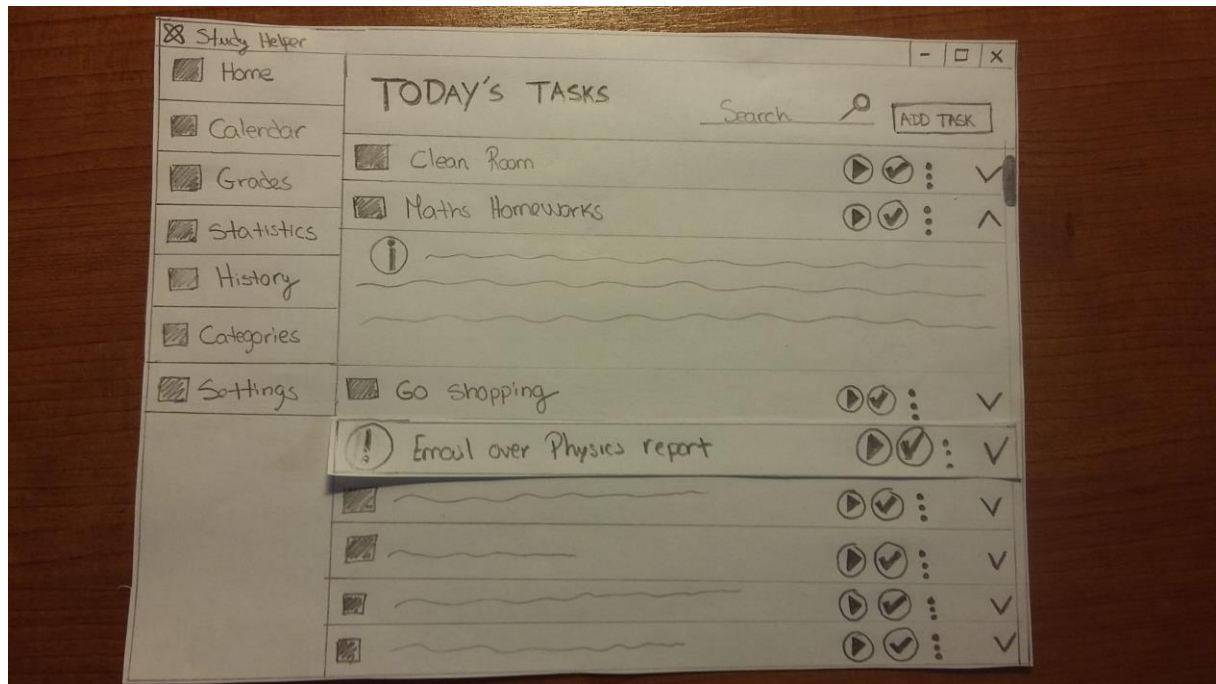 Study Helper
Home
Calendar
Grades
Statistics
History
Categories
Settings
TODAY'S TASKS
Search
ADD TASK
Clean Room
Maths Homeworks
Go shopping
Email over Physics report